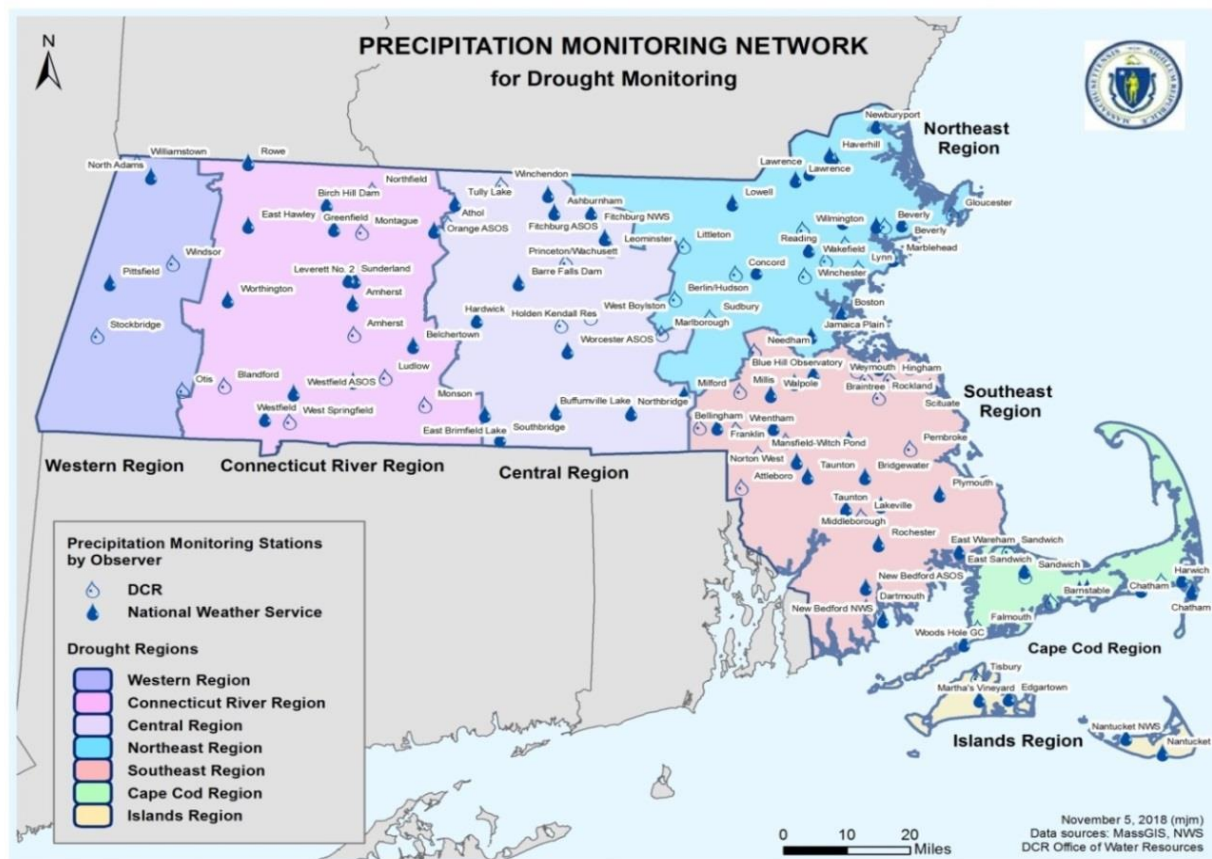 PRECIPITATION MONITORING NETWORK
for Drought Monitoring
N
Northeast
Region
Newburyport
Haverhill
Lawrence
Lawrence
Lowell
Gloucester
Wilmington
Beverly
Beverly
Reading
Wakefield
Marblehead
Lynn
Littleton
Concord
Winchester
Berlin/Hudson
Sudbury
Boston
Marlborough
Jamaica Plain
Needham
Williamstown
North Adams
Windsor
Pittsfield
Stockbridge
Otis
Western Region
Rowe
Northfield
Birch Hill Dam
East Hawley
Greenfield
Montague
Leverett No. 2
Sunderland
Worthington
Amherst
Amherst
Belchertown
Blandford
Westfield ASOS
Ludlow
Westfield
West Springfield
Monson
Connecticut River Region
Winchendon
Tully Lake
Athol
Ashburnham
Orange ASOS
Fitchburg ASOS
Fitchburg NWS
Leominster
Princeton/Wachusett
Barre Falls Dam
Hardwick
Holden Kendall Res
West Boylston
Worcester ASOS
Buffumville Lake
Northbridge
East Brimfield Lake
Southbridge
Central Region
Southeast
Region
Blue Hill Observatory
Weymouth
Hingham
Milford
Millis
Walpole
Braintree
Rockland
Scituate
Bellingham
Wrentham
Franklin
Mansfield-Witch Pond
Pembroke
Norton West
Taunton
Bridgewater
Attleboro
Plymouth
Taunton
Lakeville
Middleborough
Rochester
East Wareham
Sandwich
East Sandwich
Sandwich
New Bedford ASOS
Dartmouth
New Bedford NWS
Barnstable
Chatham
Harwich
Chatham
Falmouth
Woods Hole GC
Cape Cod Region
Tisbury
Martha's Vineyard
Edgartown
Islands Region
Nantucket NWS
Nantucket
Precipitation Monitoring Stations
by Observer
DCR
National Weather Service
Drought Regions
Western Region
Connecticut River Region
Central Region
Northeast Region
Southeast Region
Cape Cod Region
Islands Region
0 10 20
Miles
November 5, 2018 (mjm)
Data sources: MassGIS, NWS
DCR Office of Water Resources